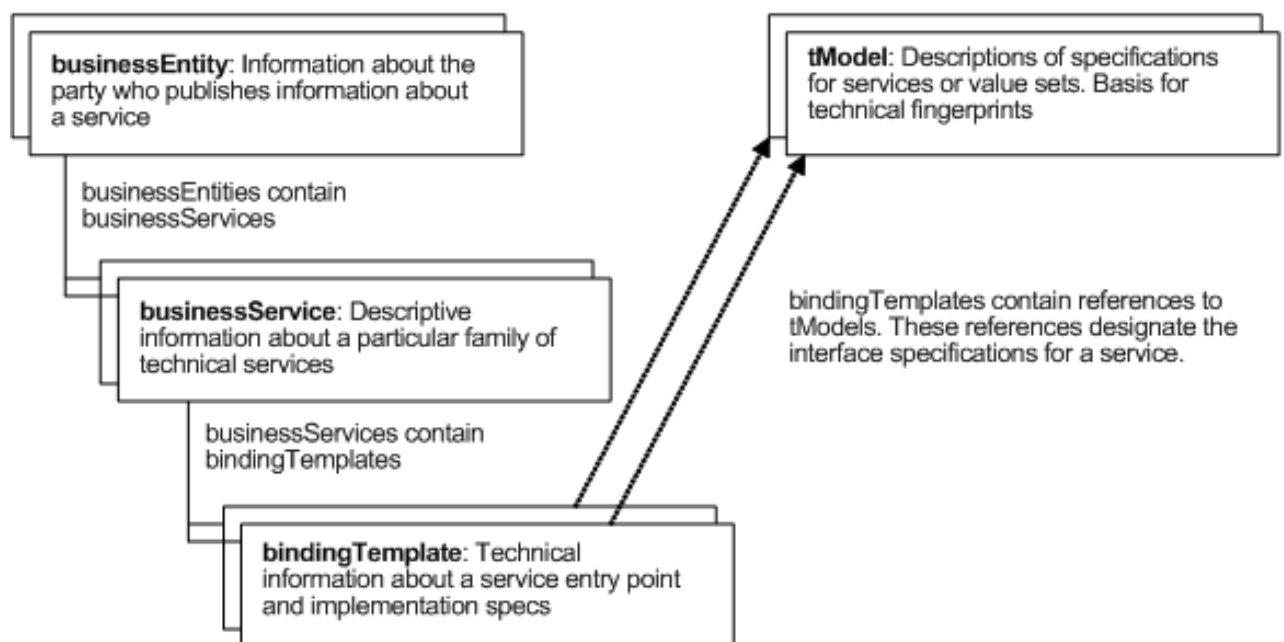 businessEntity: Information about the
party who publishes information about
a service
tModel: Descriptions of specifications
for services or value sets. Basis for
technical fingerprints
businessEntities contain
businessServices
businessService: Descriptive
information about a particular family of
technical services
bindingTemplates contain references to
tModels. These references designate the
interface specifications for a service.
businessServices contain
bindingTemplates
bindingTemplate: Technical
information about a service entry point
and implementation specs